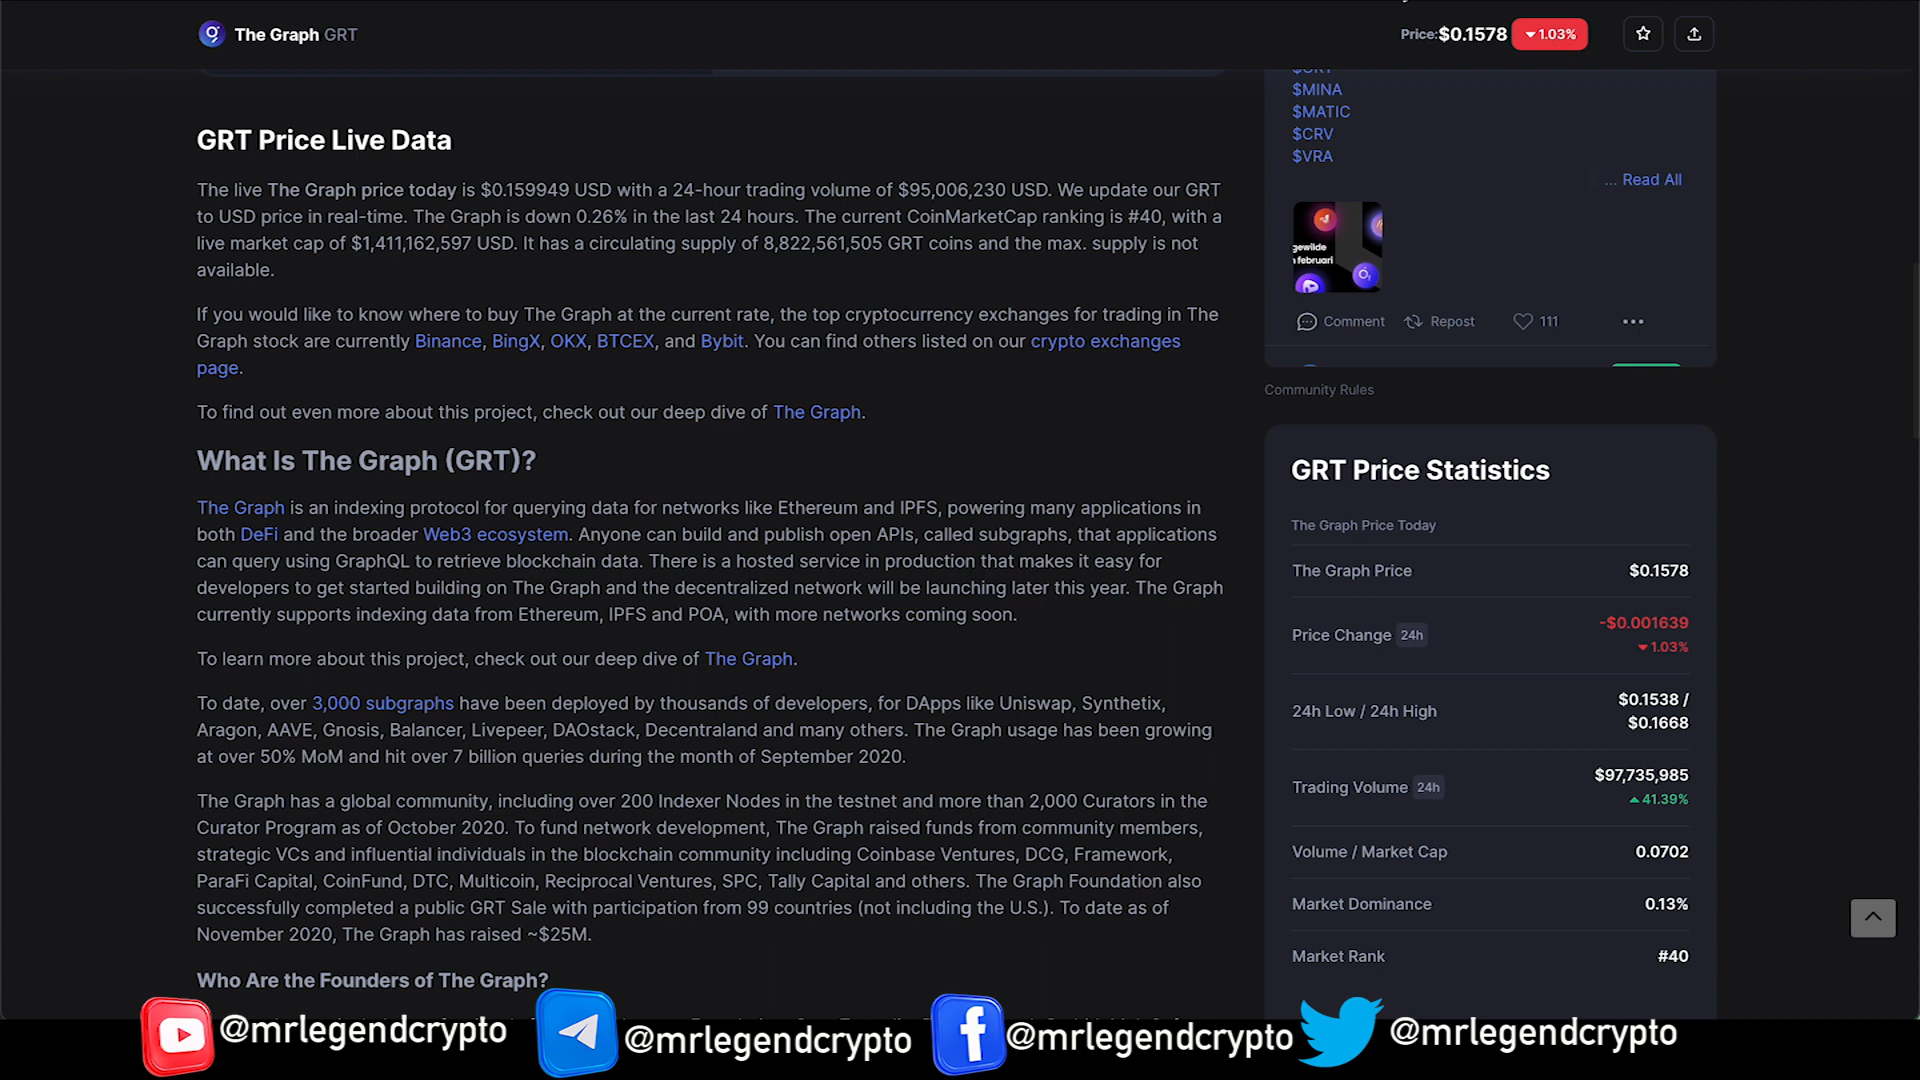 The Graph GRT
Price:$0.1578 1.03%
$MINA
$MATIC
$CRV
$VRA
... Read All
gewilde
februari
Comment Repost 111
Community Rules
GRT Price Live Data
The live The Graph price today is $0.159949 USD with a 24-hour trading volume of $95,006,230 USD. We update our GRT
to USD price in real-time. The Graph is down 0.26% in the last 24 hours. The current CoinMarketCap ranking is #40, with a
live market cap of $1,411,162,597 USD. It has a circulating supply of 8,822,561,505 GRT coins and the max. supply is not
available.
If you would like to know where to buy The Graph at the current rate, the top cryptocurrency exchanges for trading in The
Graph stock are currently Binance, BingX, OKX, BTCEX, and Bybit. You can find others listed on our crypto exchanges
page.
To find out even more about this project, check out our deep dive of The Graph.
What Is The Graph (GRT)?
The Graph is an indexing protocol for querying data for networks like Ethereum and IPFS, powering many applications in
both DeFi and the broader Web3 ecosystem. Anyone can build and publish open APIs, called subgraphs, that applications
can query using GraphQL to retrieve blockchain data. There is a hosted service in production that makes it easy for
developers to get started building on The Graph and the decentralized network will be launching later this year. The Graph
currently supports indexing data from Ethereum, IPFS and POA, with more networks coming soon.
To learn more about this project, check out our deep dive of The Graph.
To date, over 3,000 subgraphs have been deployed by thousands of developers, for DApps like Uniswap, Synthetix,
Aragon, AAVE, Gnosis, Balancer, Livepeer, DAOstack, Decentraland and many others. The Graph usage has been growing
at over 50% MoM and hit over 7 billion queries during the month of September 2020.
The Graph has a global community, including over 200 Indexer Nodes in the testnet and more than 2,000 Curators in the
Curator Program as of October 2020. To fund network development, The Graph raised funds from community members,
strategic VCs and influential individuals in the blockchain community including Coinbase Ventures, DCG, Framework,
ParaFi Capital, CoinFund, DTC, Multicoin, Reciprocal Ventures, SPC, Tally Capital and others. The Graph Foundation also
successfully completed a public GRT Sale with participation from 99 countries (not including the U.S.). To date as of
November 2020, The Graph has raised ~$25M.
Who Are the Founders of The Graph?
GRT Price Statistics
The Graph Price Today
The Graph Price $0.1578
Price Change 24h -$0.001639
1.03%
24h Low / 24h High $0.1538 /
$0.1668
Trading Volume 24h $97,735,985
41.39%
Volume / Market Cap 0.0702
Market Dominance 0.13%
Market Rank #40
@mrlegendcrypto @mrlegendcrypto @mrlegendcrypto @mrlegendcrypto